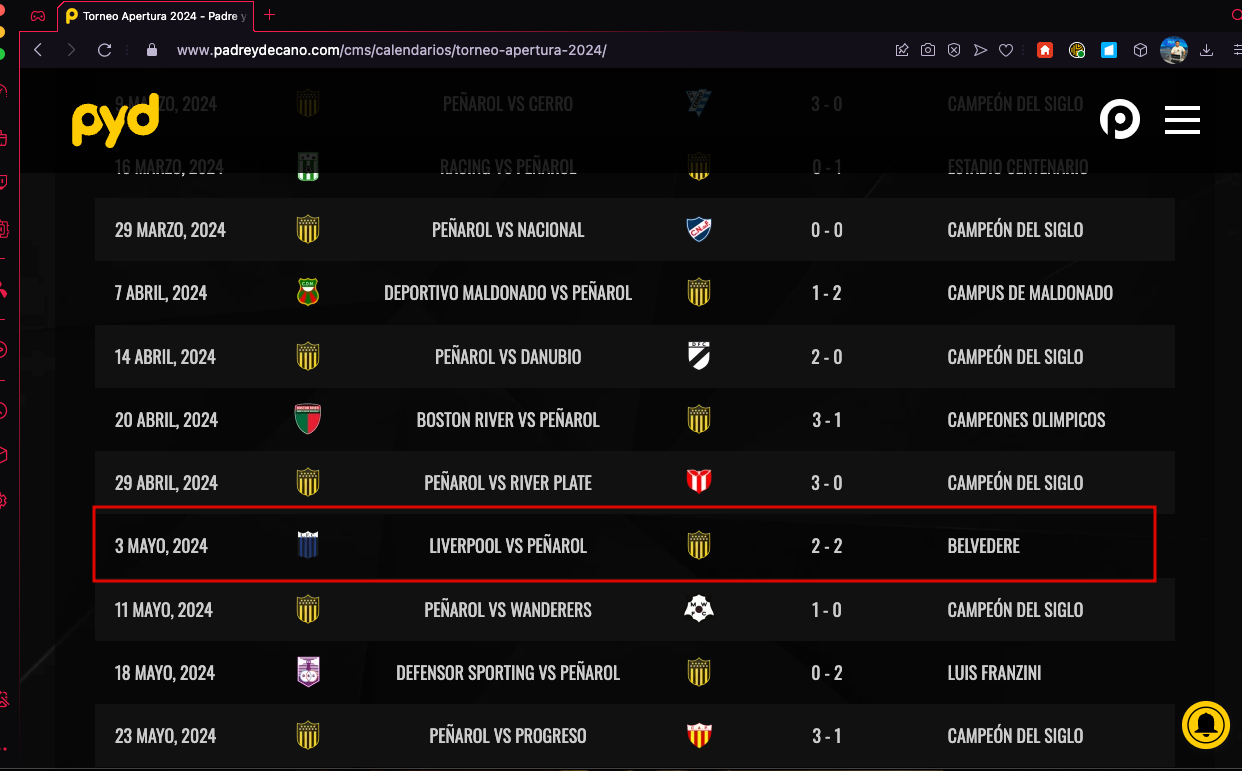 Torneo Apertura 2024 - Padre y
www.padreydecano.com/cms/calendarios/torneo-apertura-2024/
pyd
9 MARZO, 2024 PEÑAROL VS CERRO 3 - 0 CAMPEÓN DEL SIGLO
16 MARZO, 2024 RACING VS PEÑAROL 0 - 1 ESTADIO CENTENARIO
29 MARZO, 2024 PEÑAROL VS NACIONAL 0 - 0 CAMPEÓN DEL SIGLO
7 ABRIL, 2024 DEPORTIVO MALDONADO VS PEÑAROL 1 - 2 CAMPUS DE MALDONADO
14 ABRIL, 2024 PEÑAROL VS DANUBIO 2 - 0 CAMPEÓN DEL SIGLO
20 ABRIL, 2024 BOSTON RIVER VS PEÑAROL 3 - 1 CAMPEONES OLIMPICOS
29 ABRIL, 2024 PEÑAROL VS RIVER PLATE 3 - 0 CAMPEÓN DEL SIGLO
3 MAYO, 2024 LIVERPOOL VS PEÑAROL 2 - 2 BELVEDERE
11 MAYO, 2024 PEÑAROL VS WANDERERS 1 - 0 CAMPEÓN DEL SIGLO
18 MAYO, 2024 DEFENSOR SPORTING VS PEÑAROL 0 - 2 LUIS FRANZINI
23 MAYO, 2024 PEÑAROL VS PROGRESO 3 - 1 CAMPEÓN DEL SIGLO